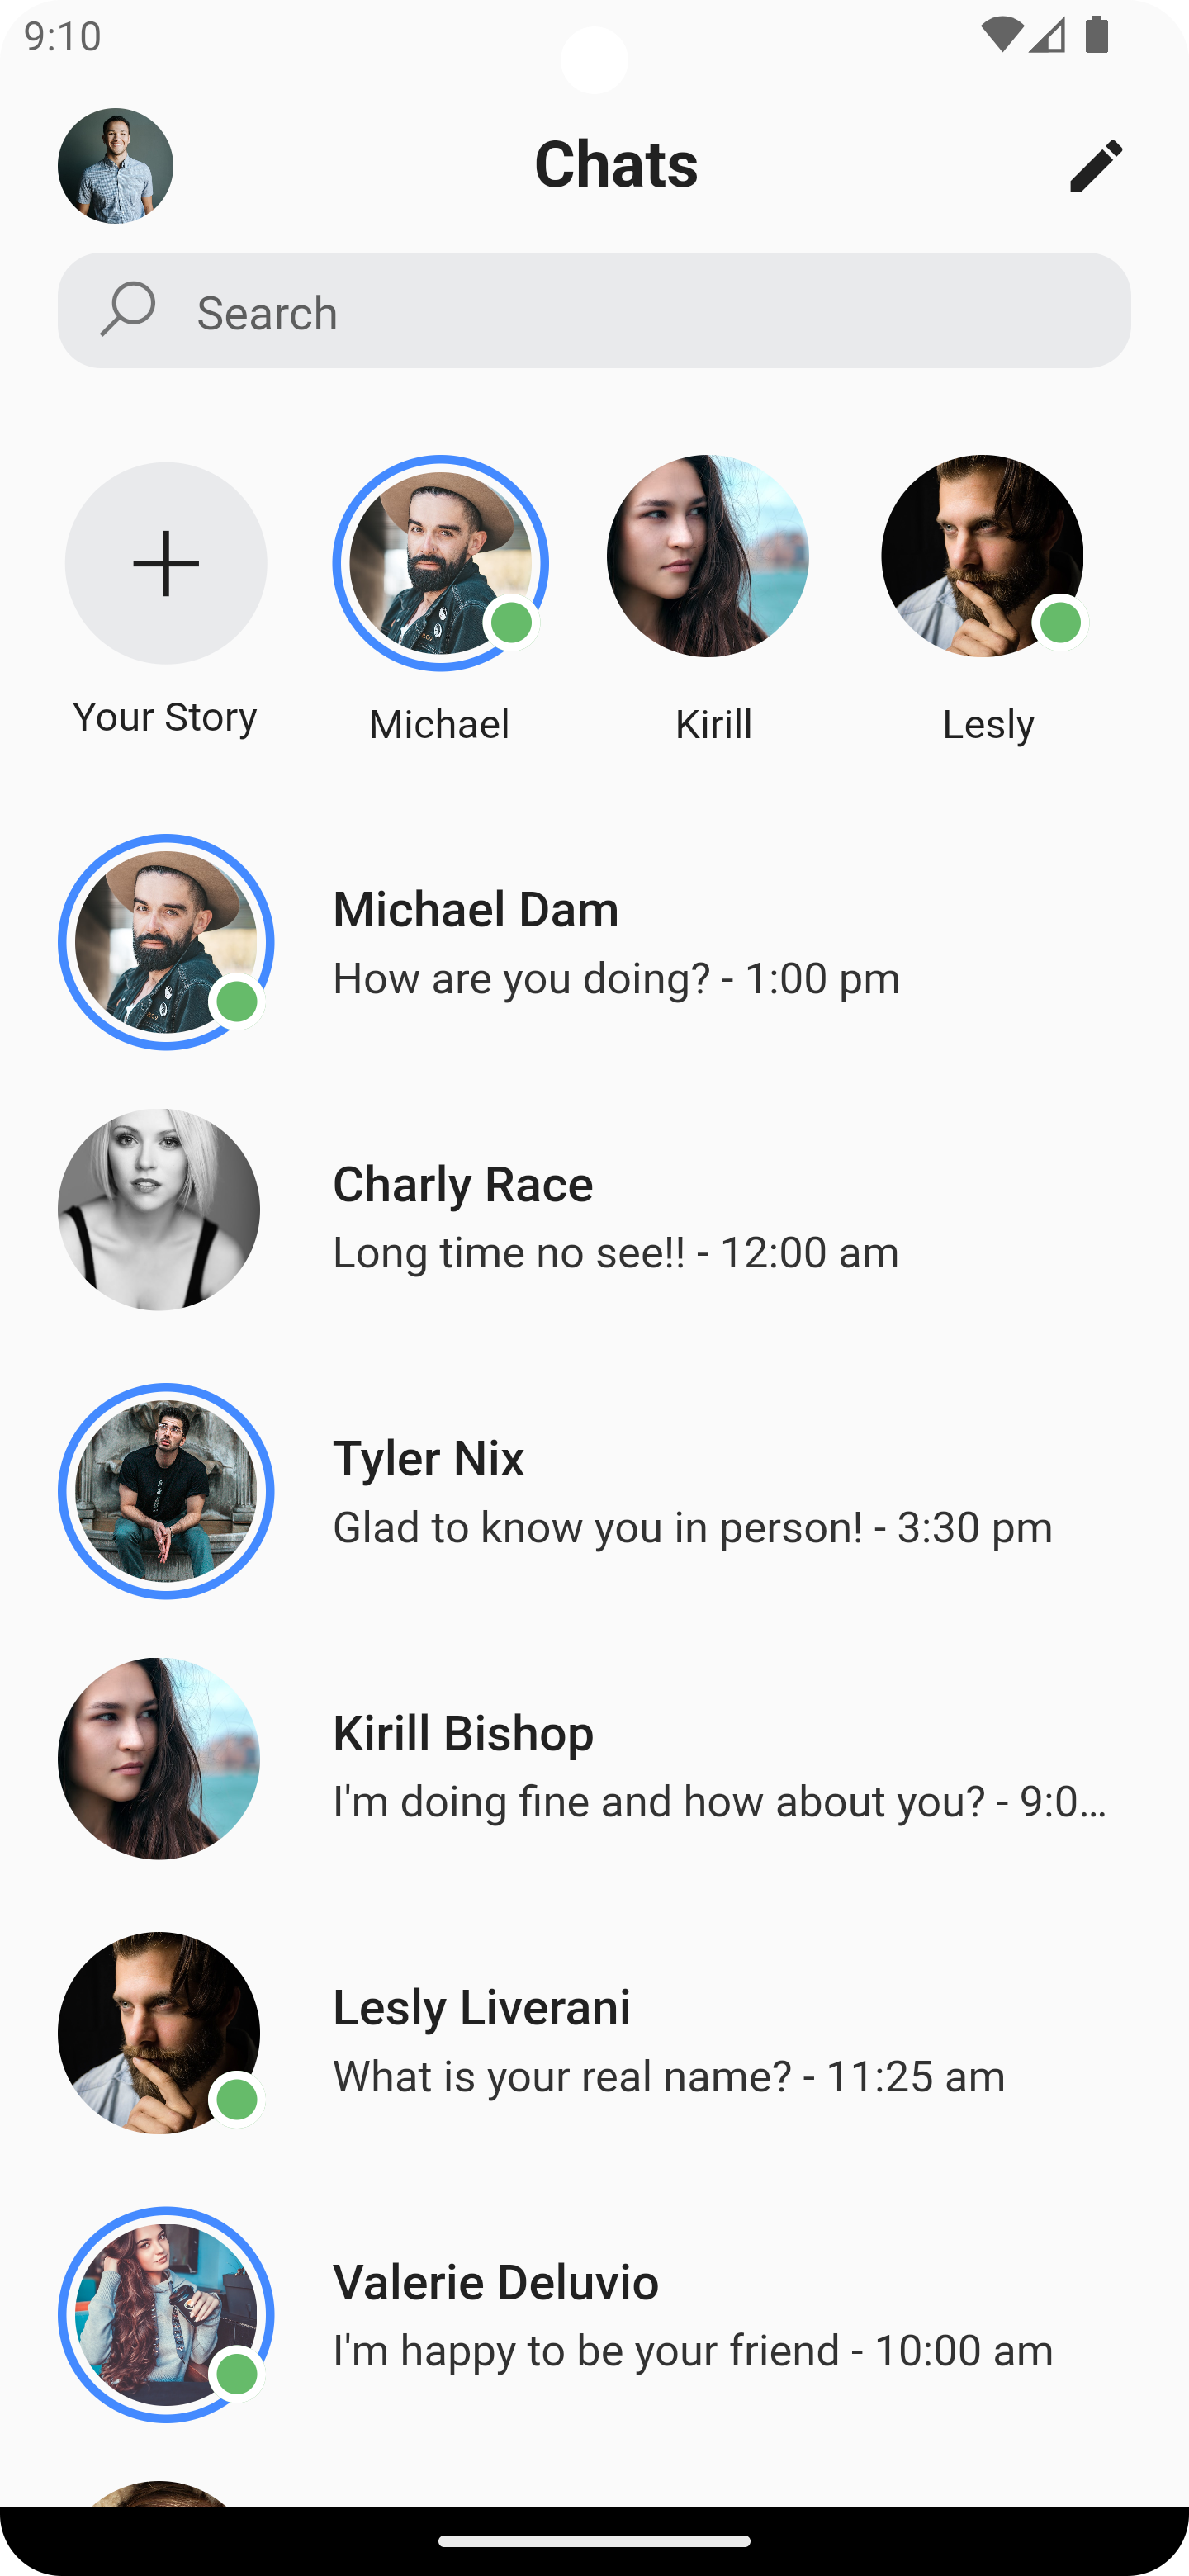 9:10
Chats
Search
Your Story
Michael
Kirill
Lesly
Michael Dam
How are you doing? - 1:00 pm
Charly Race
Long time no see!! - 12:00 am
Tyler Nix
Glad to know you in person! - 3:30 pm
Kirill Bishop
I'm doing fine and how about you? - 9:0...
Lesly Liverani
What is your real name? - 11:25 am
Valerie Deluvio
I'm happy to be your friend - 10:00 am